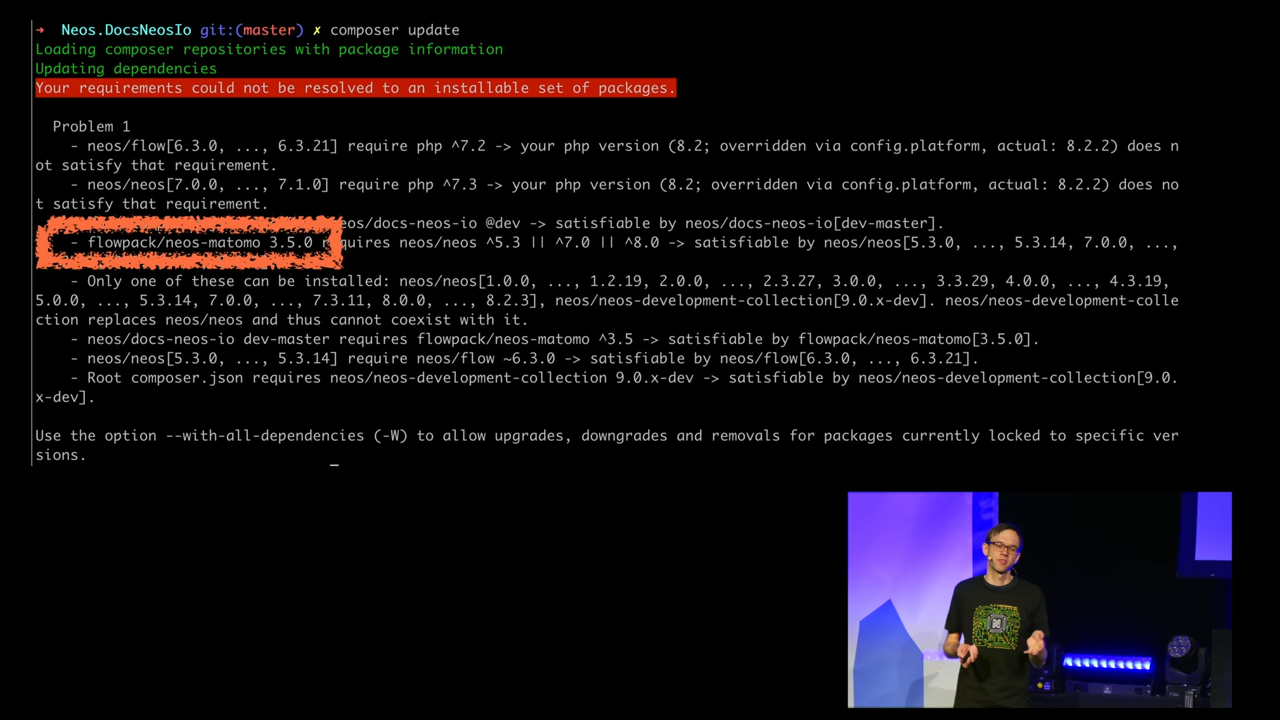 → Neos.DocsNeosIo git:(master) ✗ composer update
Loading composer repositories with package information
Updating dependencies
Your requirements could not be resolved to an installable set of packages.
Problem 1
- neos/flow[6.3.0, ..., 6.3.21] require php ^7.2 -> your php version (8.2; overridden via config.platform, actual: 8.2.2) does n
ot satisfy that requirement.
- neos/neos[7.0.0, ..., 7.1.0] require php ^7.3 -> your php version (8.2; overridden via config.platform, actual: 8.2.2) does no
t satisfy that requirement.
eos/docs-neos-io @dev -> satisfiable by neos/docs-neos-io[dev-master].
- flowpack/neos-matomo 3.5.0 requires neos/neos ^5.3 || ^7.0 || ^8.0 -> satisfiable by neos/neos[5.3.0, ..., 5.3.14, 7.0.0, ...,
- Only one of these can be installed: neos/neos[1.0.0, ..., 1.2.19, 2.0.0, ..., 2.3.27, 3.0.0, ..., 3.3.29, 4.0.0, ..., 4.3.19,
5.0.0, ..., 5.3.14, 7.0.0, ..., 7.3.11, 8.0.0, ..., 8.2.3], neos/neos-development-collection[9.0.x-dev]. neos/neos-development-colle
ction replaces neos/neos and thus cannot coexist with it.
- neos/docs-neos-io dev-master requires flowpack/neos-matomo ^3.5 -> satisfiable by flowpack/neos-matomo[3.5.0].
- neos/neos[5.3.0, ..., 5.3.14] require neos/flow ~6.3.0 -> satisfiable by neos/flow[6.3.0, ..., 6.3.21].
- Root composer.json requires neos/neos-development-collection 9.0.x-dev -> satisfiable by neos/neos-development-collection[9.0.
x-dev].
Use the option --with-all-dependencies (-W) to allow upgrades, downgrades and removals for packages currently locked to specific ver
sions.